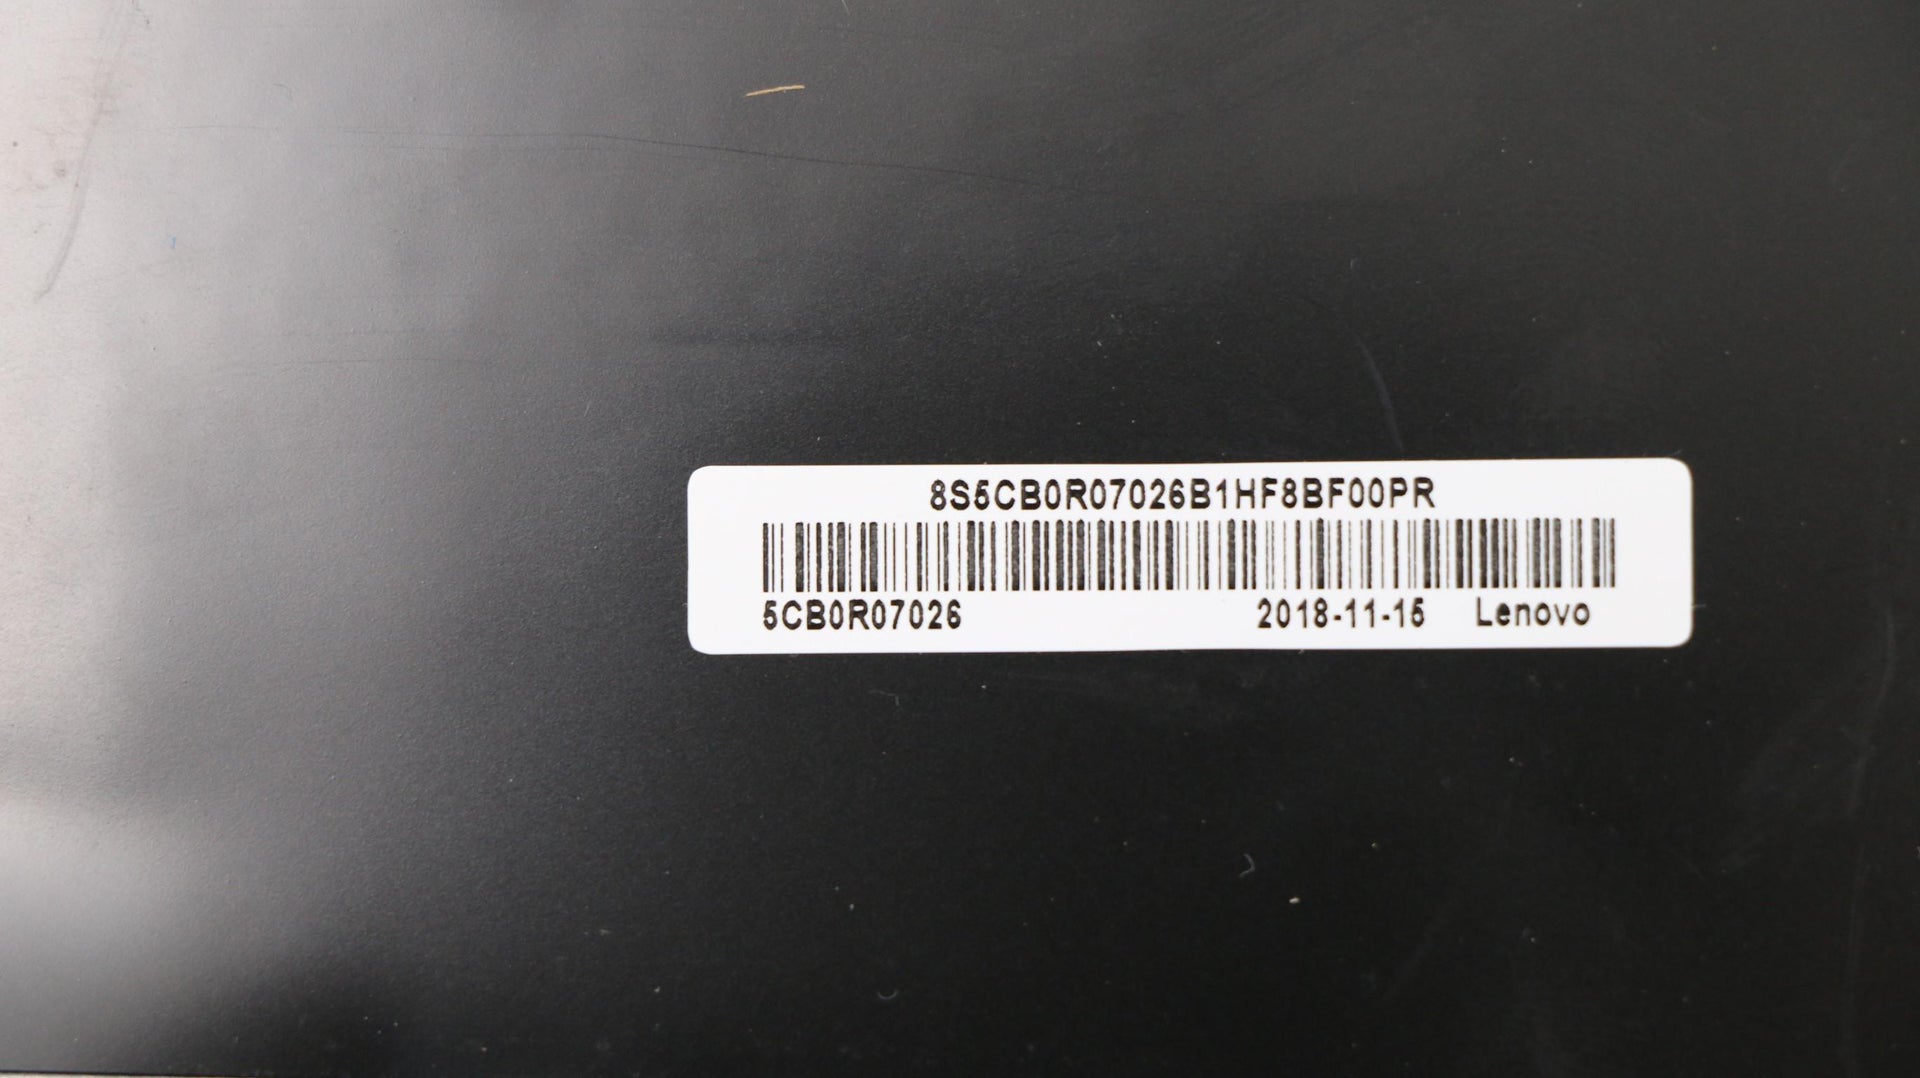 8S5CB0R07026B1HF8BF00PR
5CB0R07026 2018-11-15 Lenovo